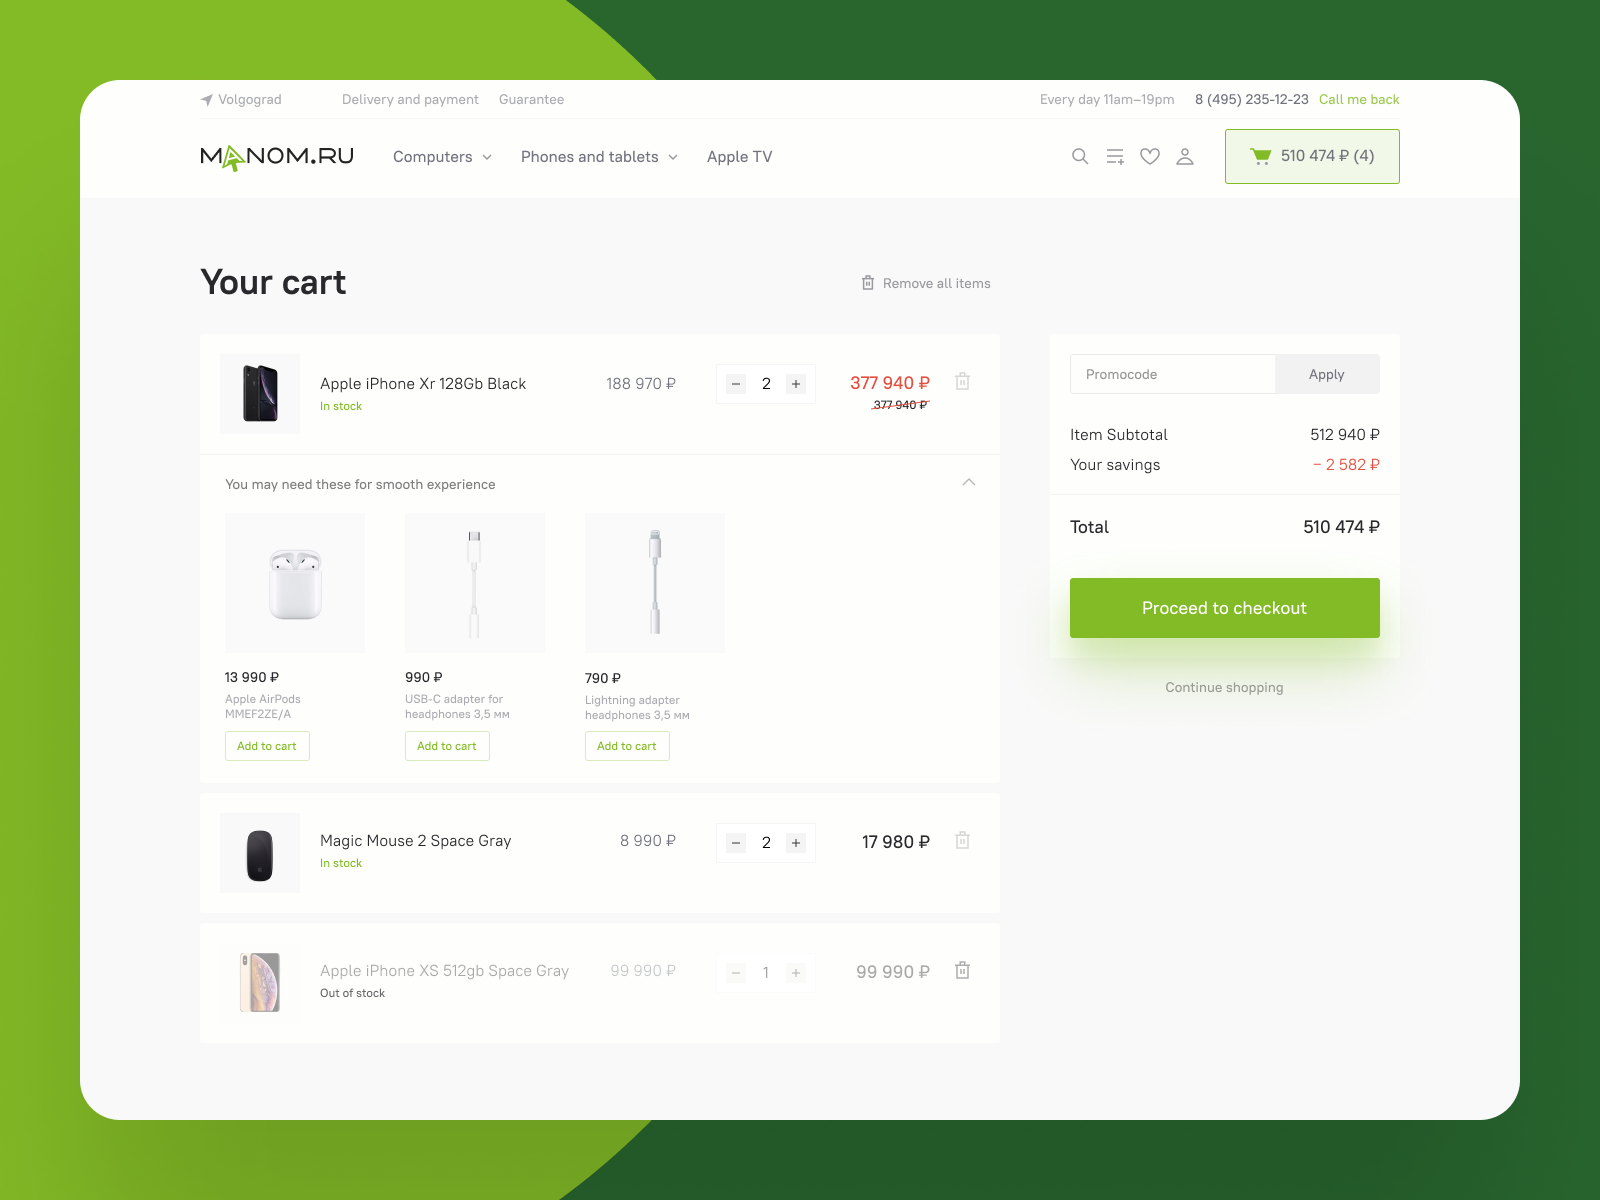 Volgograd
Delivery and payment
Guarantee
Every day 11am–19pm
8 (495) 235-12-23
Call me back
MANOM.RU
Computers
Phones and tablets
Apple TV
510 474 ₽ (4)
Your cart
Remove all items
Apple iPhone Xr 128Gb Black
In stock
188 970 ₽
− 2 +
377 940 ₽
377 940 ₽
You may need these for smooth experience
13 990 ₽
Apple AirPods
MMEF2ZE/A
Add to cart
990 ₽
USB-C adapter for
headphones 3,5 мм
Add to cart
790 ₽
Lightning adapter
headphones 3,5 мм
Add to cart
Magic Mouse 2 Space Gray
In stock
8 990 ₽
− 2 +
17 980 ₽
Apple iPhone XS 512gb Space Gray
Out of stock
99 990 ₽
− 1 +
99 990 ₽
Promocode
Apply
Item Subtotal
512 940 ₽
Your savings
− 2 582 ₽
Total
510 474 ₽
Proceed to checkout
Continue shopping